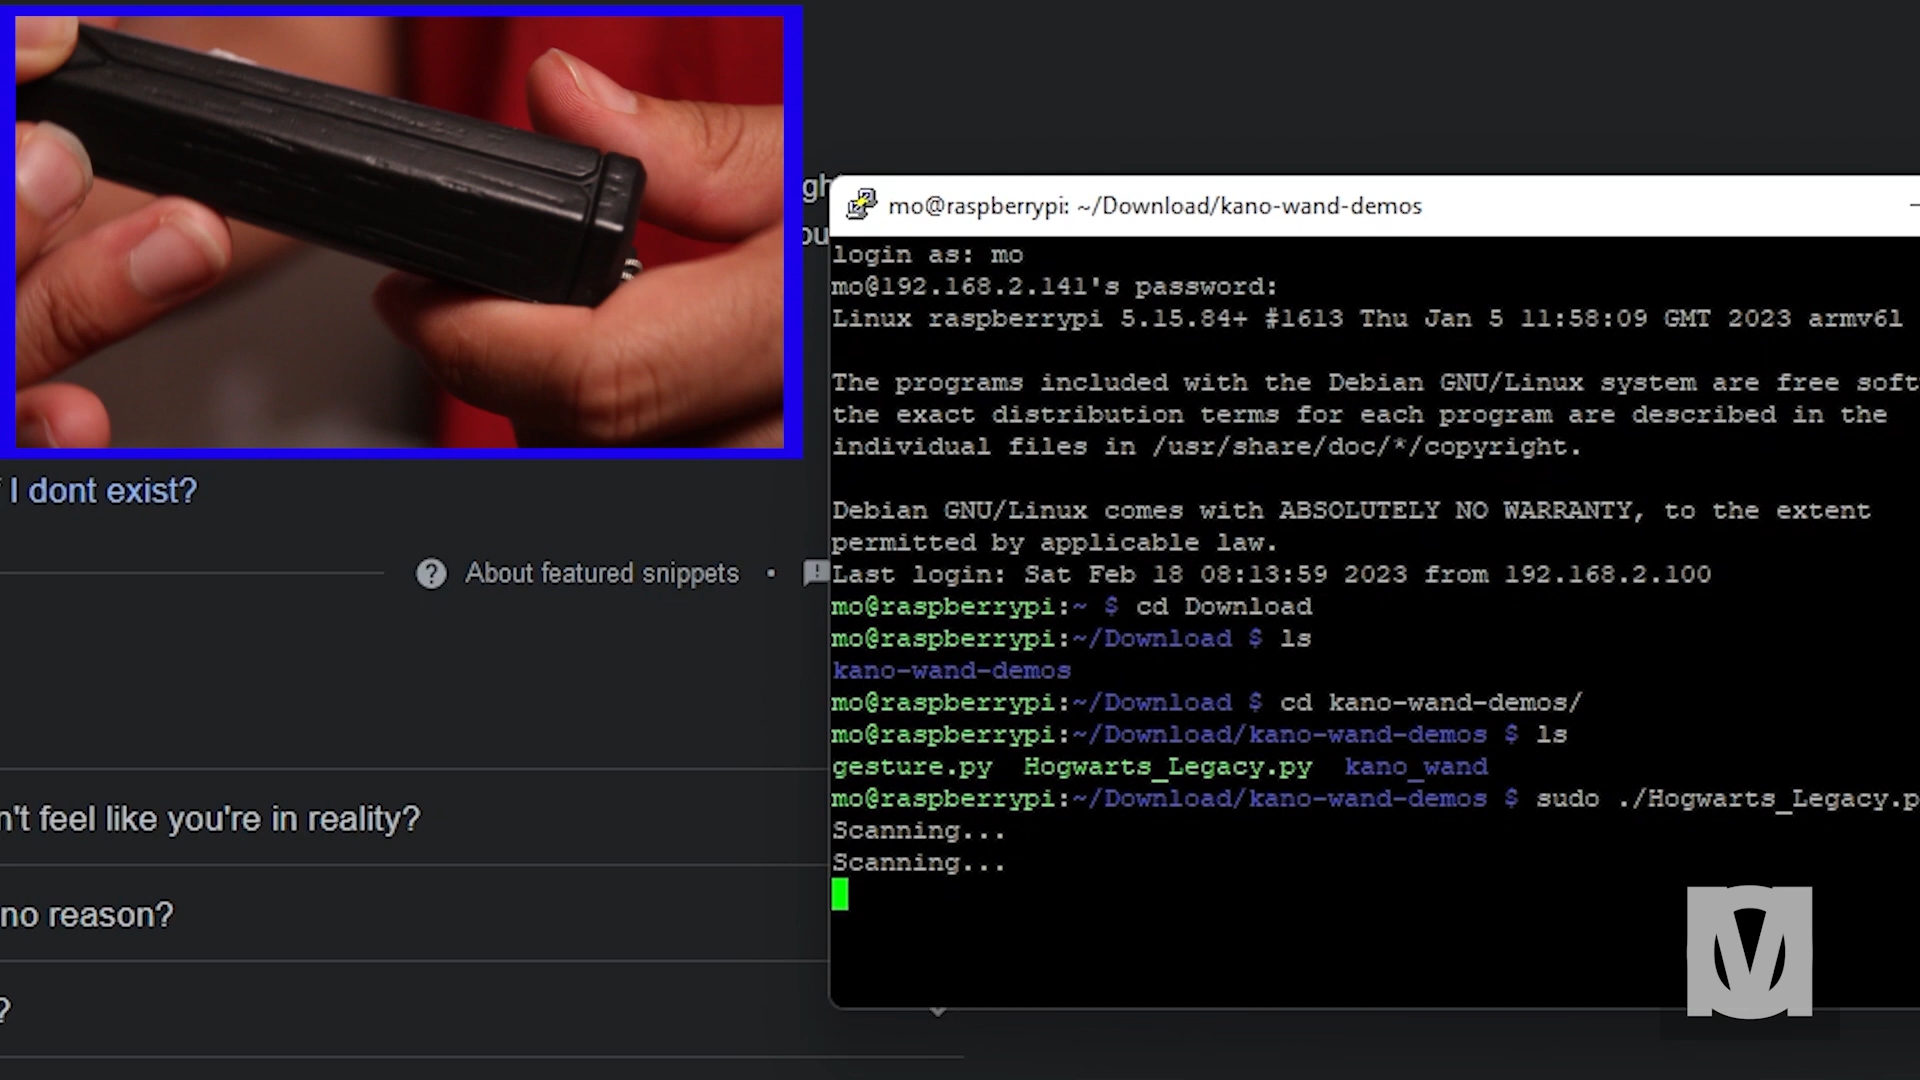 gh
ou
I dont exist?
About featured snippets •
n't feel like you're in reality?
no reason?
?
mo@raspberrypi: ~/Download/kano-wand-demos
login as: mo
mo@192.168.2.141's password:
Linux raspberrypi 5.15.84+ #1613 Thu Jan 5 11:58:09 GMT 2023 armv6l
The programs included with the Debian GNU/Linux system are free soft
the exact distribution terms for each program are described in the
individual files in /usr/share/doc/*/copyright.
Debian GNU/Linux comes with ABSOLUTELY NO WARRANTY, to the extent
permitted by applicable law.
Last login: Sat Feb 18 08:13:59 2023 from 192.168.2.100
mo@raspberrypi:~ $ cd Download
mo@raspberrypi:~/Download $ ls
kano-wand-demos
mo@raspberrypi:~/Download $ cd kano-wand-demos/
mo@raspberrypi:~/Download/kano-wand-demos $ ls
gesture.py Hogwarts_Legacy.py kano_wand
mo@raspberrypi:~/Download/kano-wand-demos $ sudo ./Hogwarts_Legacy.p
Scanning...
Scanning...